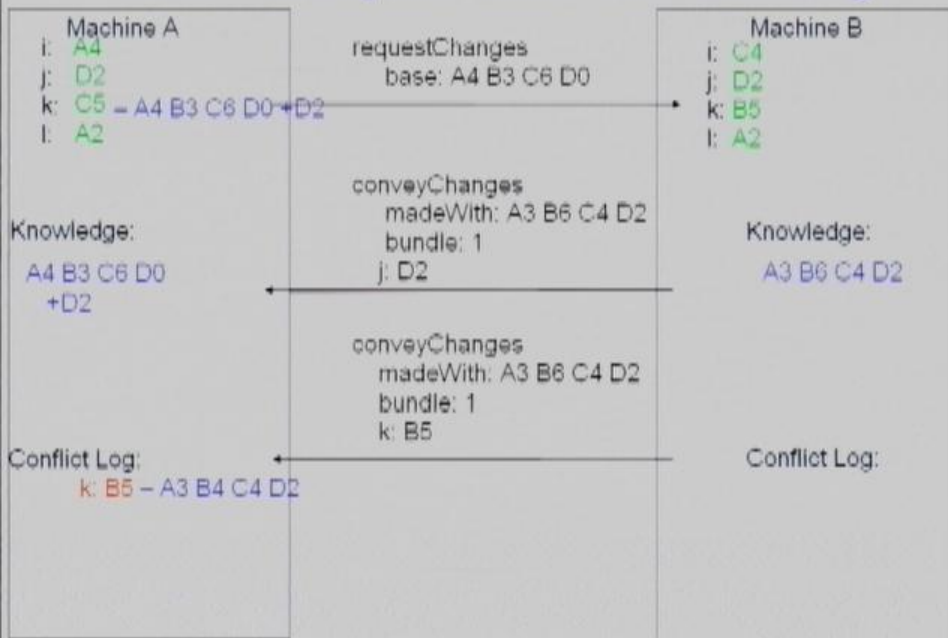 Machine A
i: A4
j: D2
k: C5 – A4 B3 C6 D0 +D2
l: A2
Knowledge:
A4 B3 C6 D0
+D2
Conflict Log:
k: B5 – A3 B4 C4 D2
requestChanges
base: A4 B3 C6 D0
conveyChanges
madeWith: A3 B6 C4 D2
bundle: 1
j: D2
conveyChanges
madeWith: A3 B6 C4 D2
bundle: 1
k: B5
Machine B
i: C4
j: D2
k: B5
l: A2
Knowledge:
A3 B6 C4 D2
Conflict Log: